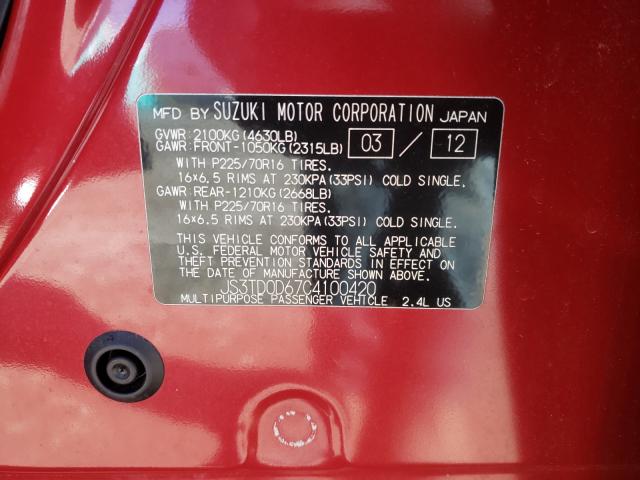 MFD BY SUZUKI MOTOR CORPORATION JAPAN
GVWR: 2100KG (4630LB)
GAWR: FRONT-1050KG (2315LB) 03 / 12
WITH P225/70R16 TIRES.
16x6.5 RIMS AT 230KPA (33PSI) COLD SINGLE.
GAWR: REAR-1210KG (2668LB)
WITH P225/70R16 TIRES.
16x6.5 RIMS AT 230KPA (33PSI) COLD SINGLE.
THIS VEHICLE CONFORMS TO ALL APPLICABLE
U.S. FEDERAL MOTOR VEHICLE SAFETY AND
THEFT PREVENTION STANDARDS IN EFFECT ON
THE DATE OF MANUFACTURE SHOWN ABOVE.
JS3TD0D67C4100420
MULTIPURPOSE PASSENGER VEHICLE 2.4L US